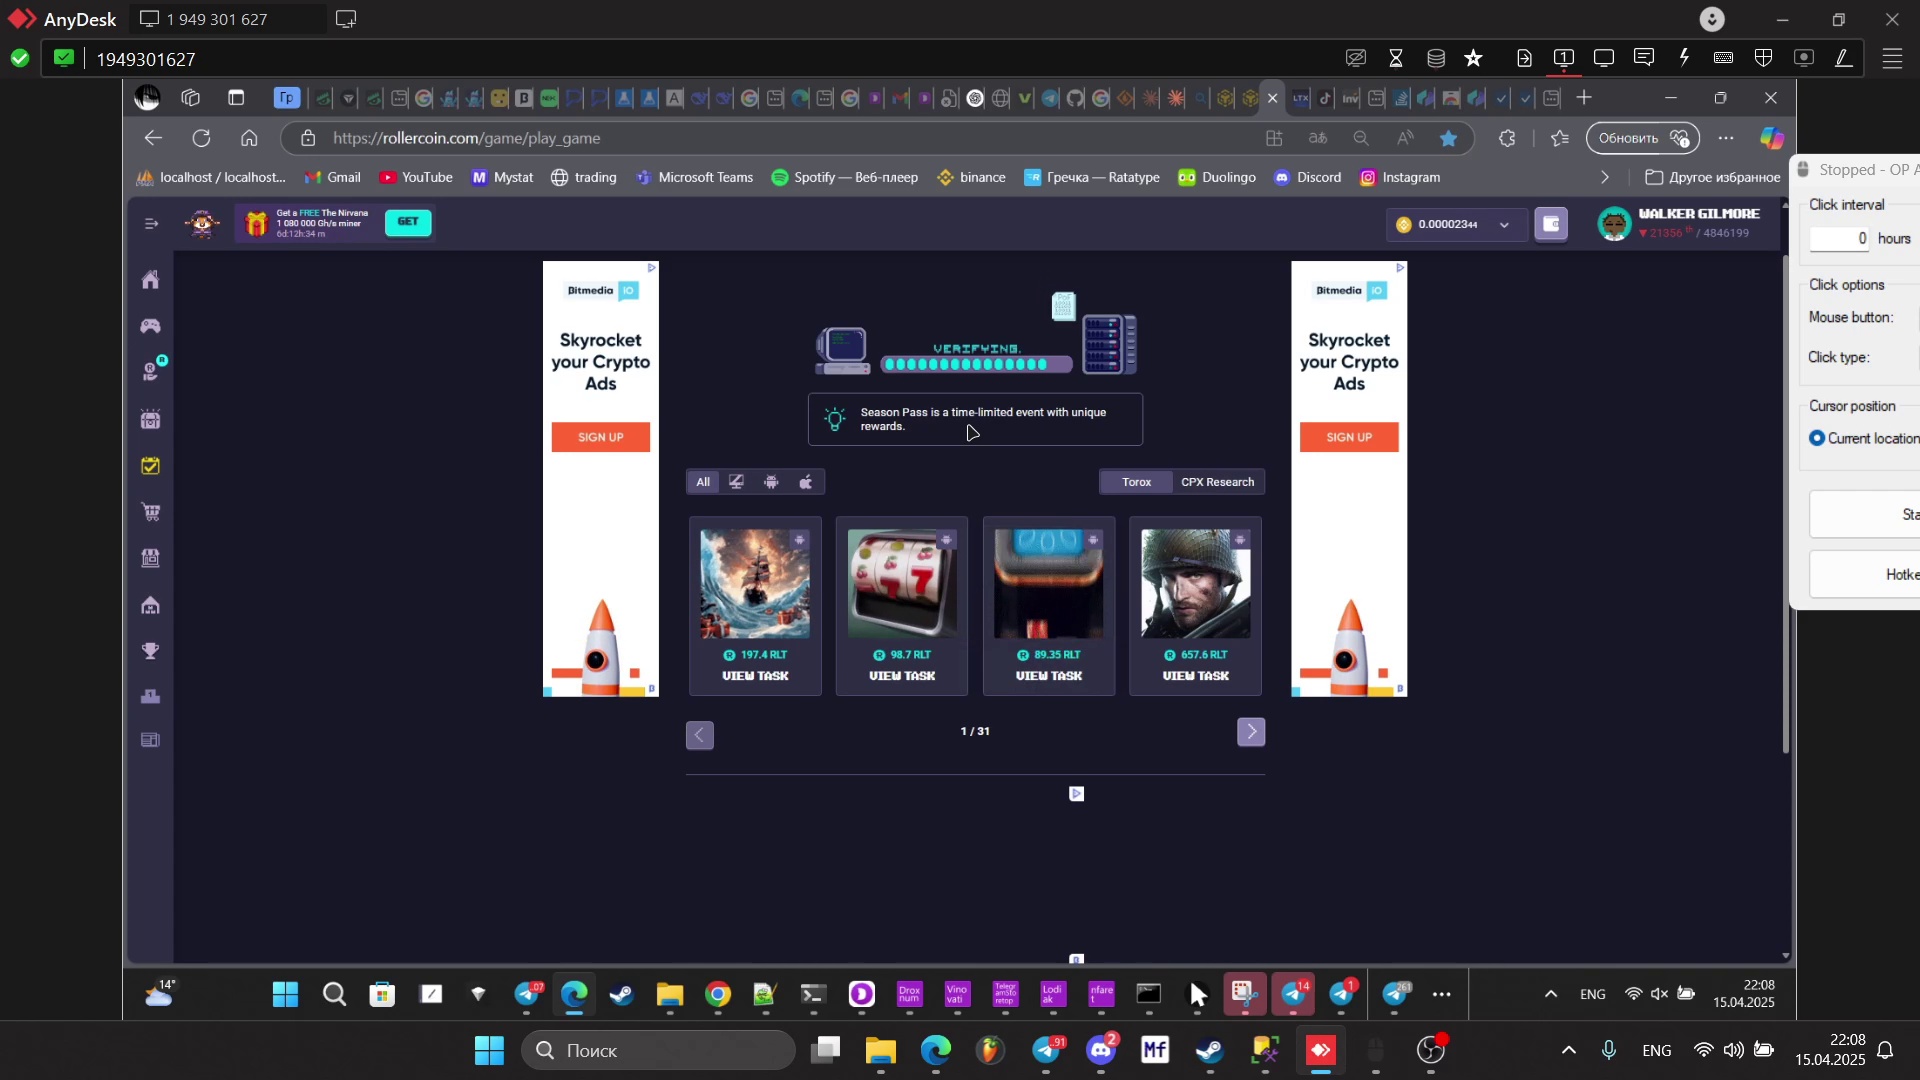 AnyDesk
1 949 301 627
1949301627
Гр
https://rollercoin.com/game/play_game
Обновить
localhost / localhost...
Gmail
YouTube
Mystat
trading
Microsoft Teams
Spotify — Веб-плеер
binance
Гречка — Ratatype
Duolingo
Discord
Instagram
Другое избранное
Stopped - OP A
Get a FREE The Nirvana
1 080 000 Gh/s miner
6d:12h:34 m
GET
0.00002344
WALKER GILMORE
21356 th / 4846199
Click interval
0 hours
Click options
Mouse button:
Click type:
Cursor position
Current location
Sta
Hotke
Bitmedia IO
Skyrocket
your Crypto
Ads
SIGN UP
VERIFYING.
Season Pass is a time-limited event with unique
rewards.
Bitmedia IO
Skyrocket
your Crypto
Ads
SIGN UP
All
Torox
CPX Research
197.4 RLT
VIEW TASK
98.7 RLT
VIEW TASK
89.35 RLT
VIEW TASK
657.6 RLT
VIEW TASK
1 / 31
14°
ENG
22:08
15.04.2025
Поиск
ENG
22:08
15.04.2025